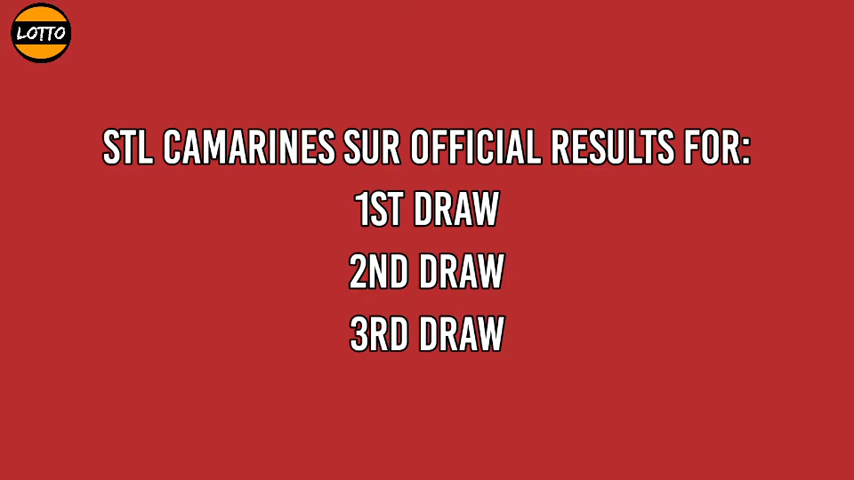 LOTTO
STL CAMARINES SUR OFFICIAL RESULTS FOR:
1ST DRAW
2ND DRAW
3RD DRAW